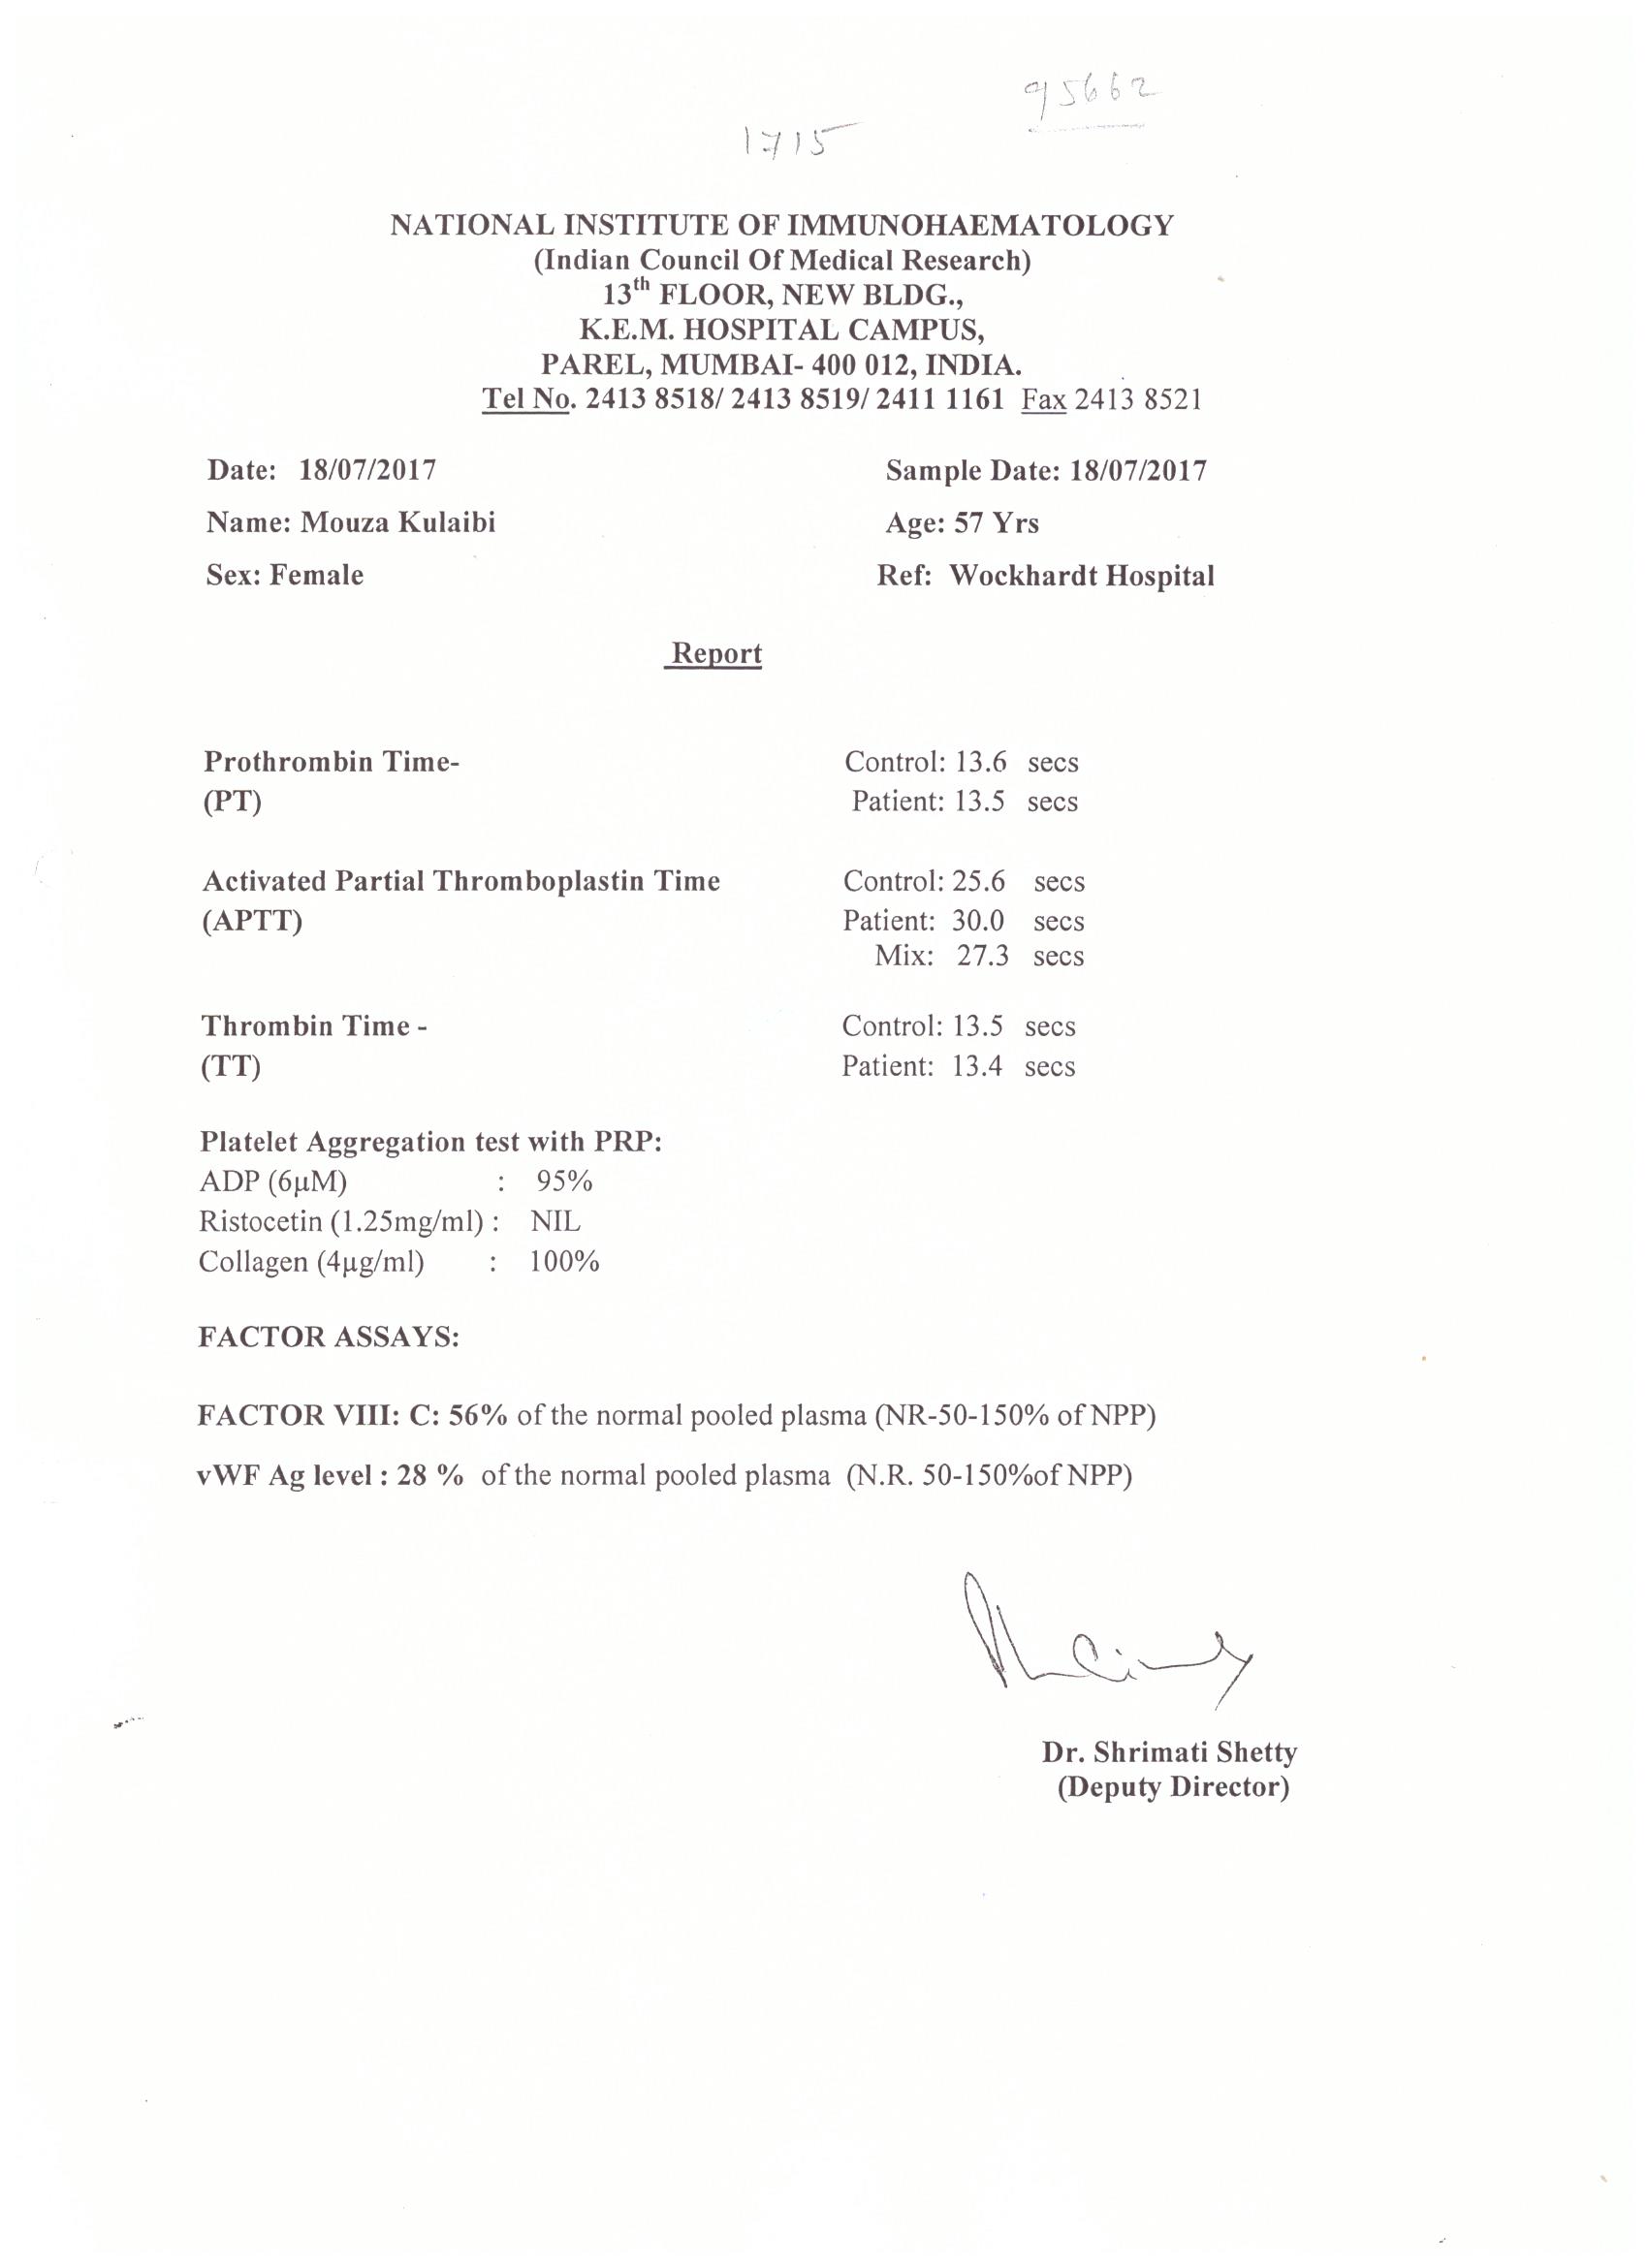 95662
1715
NATIONAL INSTITUTE OF IMMUNOHAEMATOLOGY
(Indian Council Of Medical Research)
13th FLOOR, NEW BLDG.,
K.E.M. HOSPITAL CAMPUS,
PAREL, MUMBAI- 400 012, INDIA.
Tel No. 2413 8518/ 2413 8519/ 2411 1161 Fax 2413 8521
Date: 18/07/2017 Sample Date: 18/07/2017
Name: Mouza Kulaibi Age: 57 Yrs
Sex: Female Ref: Wockhardt Hospital
Report
Prothrombin Time- Control: 13.6 secs
(PT) Patient: 13.5 secs
Activated Partial Thromboplastin Time Control: 25.6 secs
(APTT) Patient: 30.0 secs
Mix: 27.3 secs
Thrombin Time - Control: 13.5 secs
(TT) Patient: 13.4 secs
Platelet Aggregation test with PRP:
ADP (6µM) : 95%
Ristocetin (1.25mg/ml) : NIL
Collagen (4µg/ml) : 100%
FACTOR ASSAYS:
FACTOR VIII: C: 56% of the normal pooled plasma (NR-50-150% of NPP)
vWF Ag level : 28 % of the normal pooled plasma (N.R. 50-150%of NPP)
Dr. Shrimati Shetty
(Deputy Director)